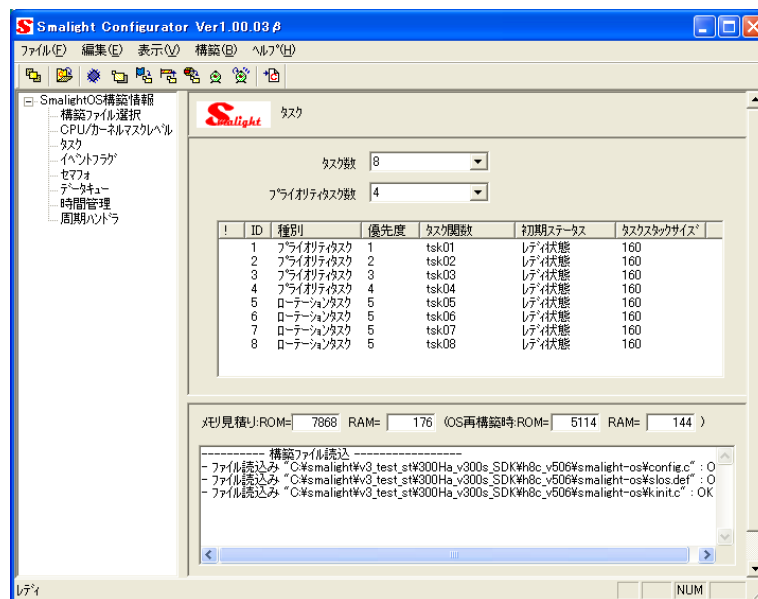 Smalight Configurator Ver1.00.03β
ﾌｧｲﾙ(F) 編集(E) 表示(V) 構築(B) ﾍﾙﾌﾟ(H)
SmalightOS構築情報
構築ﾌｧｲﾙ選択
CPU/ｶｰﾈﾙﾏｽｸﾚﾍﾞﾙ
ﾀｽｸ
ｲﾍﾞﾝﾄﾌﾗｸﾞ
ｾﾏﾌｫ
ﾃﾞｰﾀｷｭｰ
時間管理
周期ﾊﾝﾄﾞﾗ
Smalight ﾀｽｸ
ﾀｽｸ数 8
ﾌﾟﾗｲｵﾘﾃｨﾀｽｸ数 4
! ID 種別 優先度 ﾀｽｸ関数 初期ｽﾃｰﾀｽ ﾀｽｸｽﾀｯｸｻｲｽﾞ
1 ﾌﾟﾗｲｵﾘﾃｨﾀｽｸ 1 tsk01 ﾚﾃﾞｨ状態 160
2 ﾌﾟﾗｲｵﾘﾃｨﾀｽｸ 2 tsk02 ﾚﾃﾞｨ状態 160
3 ﾌﾟﾗｲｵﾘﾃｨﾀｽｸ 3 tsk03 ﾚﾃﾞｨ状態 160
4 ﾌﾟﾗｲｵﾘﾃｨﾀｽｸ 4 tsk04 ﾚﾃﾞｨ状態 160
5 ﾛｰﾃｰｼｮﾝﾀｽｸ 5 tsk05 ﾚﾃﾞｨ状態 160
6 ﾛｰﾃｰｼｮﾝﾀｽｸ 5 tsk06 ﾚﾃﾞｨ状態 160
7 ﾛｰﾃｰｼｮﾝﾀｽｸ 5 tsk07 ﾚﾃﾞｨ状態 160
8 ﾛｰﾃｰｼｮﾝﾀｽｸ 5 tsk08 ﾚﾃﾞｨ状態 160
ﾒﾓﾘ見積り:ROM= 7868 RAM= 176 (OS再構築時:ROM= 5114 RAM= 144 )
---------- 構築ﾌｧｲﾙ読込 ------------------
- ﾌｧｲﾙ読込み "C:¥smalight¥v3_test_st¥300Ha_v300s_SDK¥h8c_v506¥smalight-os¥config.c" : O
- ﾌｧｲﾙ読込み "C:¥smalight¥v3_test_st¥300Ha_v300s_SDK¥h8c_v506¥smalight-os¥slos.def" : O
- ﾌｧｲﾙ読込み "C:¥smalight¥v3_test_st¥300Ha_v300s_SDK¥h8c_v506¥smalight-os¥kinit.c" : OK
ﾚﾃﾞｨ NUM